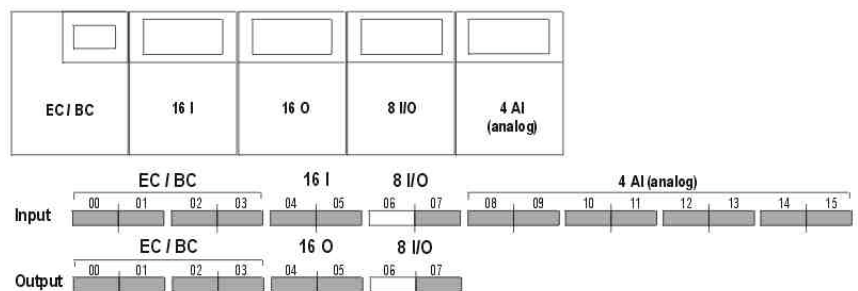 EC / BC
16 I
16 O
8 I/O
4 AI
(analog)
EC / BC 16 I 8 I/O 4 AI (analog)
Input 00 01 02 03 04 05 06 07 08 09 10 11 12 13 14 15
EC / BC 16 O 8 I/O
Output 00 01 02 03 04 05 06 07